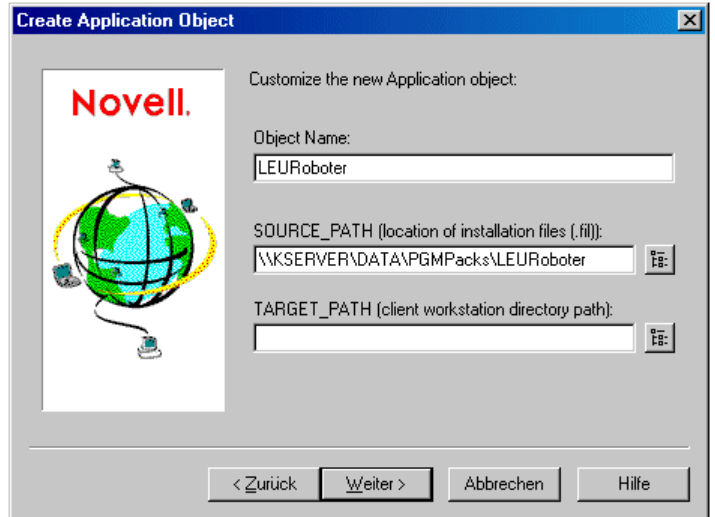 Create Application Object
Novell.
Customize the new Application object:
Object Name:
LEURoboter
SOURCE_PATH (location of installation files (.fil)):
\\KSERVER\DATA\PGMPacks\LEURoboter
TARGET_PATH (client workstation directory path):
< Zurück
Weiter >
Abbrechen
Hilfe